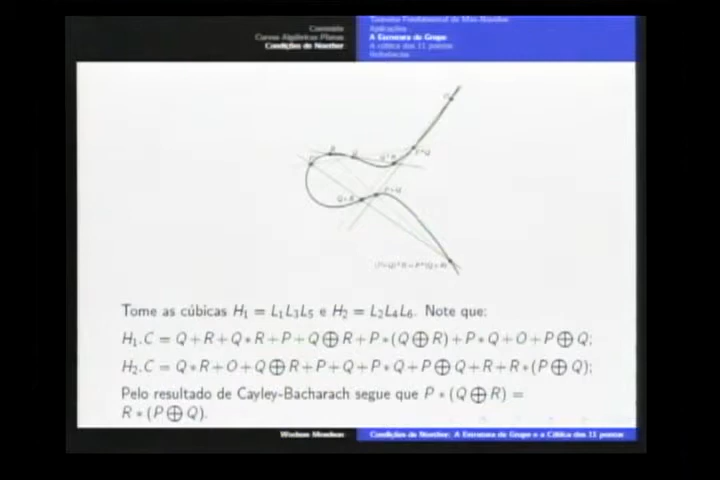 Conteúdo
Curvas Algébricas Planas
Condições de Noether
Teorema Fundamental de Max-Noether
Aplicações
A Estrutura de Grupo
A cúbica dos 11 pontos
Referências
Tome as cúbicas H₁ = L₁L₃L₅ e H₂ = L₂L₄L₆. Note que:
H₁.C = Q+R+Q∗R+P+Q⊕R+P∗(Q⊕R)+P∗Q+O+P⊕Q;
H₂.C = Q∗R+O+Q⊕R+P+Q+P∗Q+P⊕Q+R+R∗(P⊕Q);
Pelo resultado de Cayley-Bacharach segue que P∗(Q⊕R) =
R∗(P⊕Q).
Condições de Noether: A Estrutura de Grupo e a Cúbica dos 11 pontos